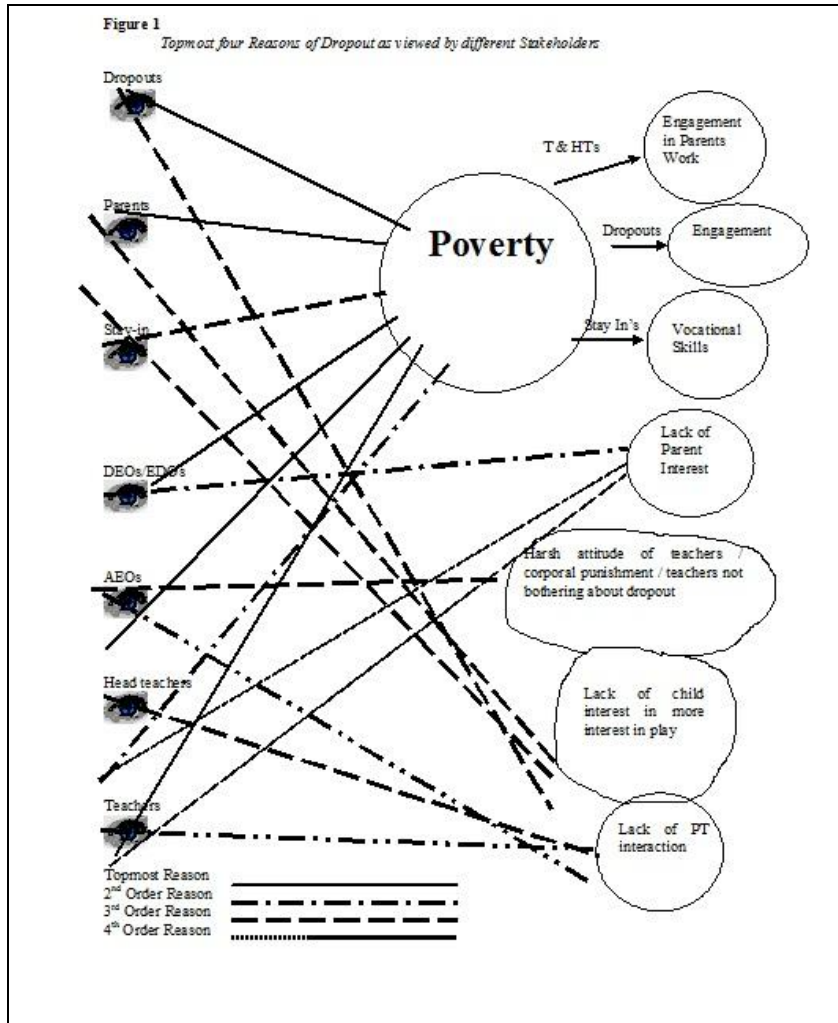 Figure 1
Topmost four Reasons of Dropout as viewed by different Stakeholders
Dropouts
T & HTs
Engagement
in Parents
Work
Parents
Poverty
Dropouts
Engagement
Stay-in
Stay In's
Vocational
Skills
DEOs/EDOs
Lack of
Parent
Interest
AEOs
Harsh attitude of teachers /
corporal punishment / teachers not
bothering about dropout
Head teachers
Lack of child
interest in more
interest in play
Teachers
Lack of PT
interaction
Topmost Reason
2nd Order Reason
3rd Order Reason
4th Order Reason